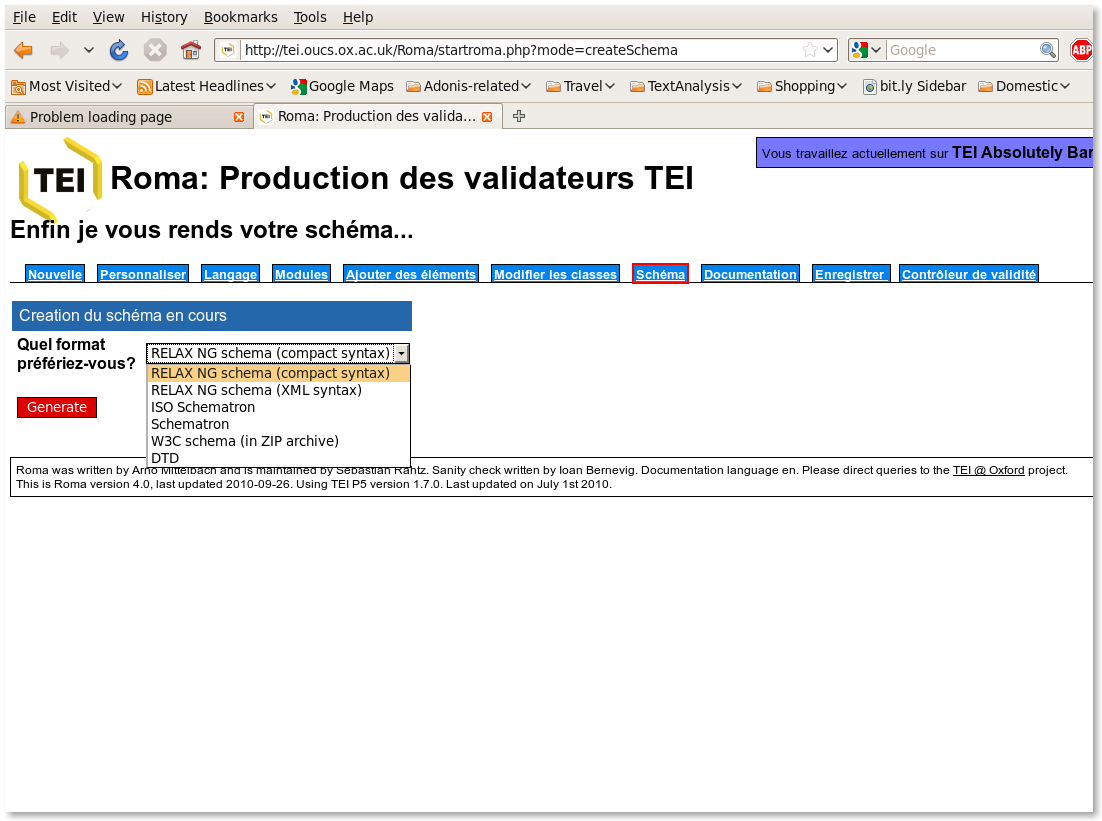 File Edit View History Bookmarks Tools Help
http://tei.oucs.ox.ac.uk/Roma/startroma.php?mode=createSchema Google ABP
Most Visited Latest Headlines Google Maps Adonis-related Travel TextAnalysis Shopping bit.ly Sidebar Domestic
Problem loading page Roma: Production des valida...
Vous travaillez actuellement sur TEI Absolutely Bar
TEI Roma: Production des validateurs TEI
Enfin je vous rends votre schéma...
Nouvelle Personnaliser Langage Modules Ajouter des éléments Modifier les classes Schéma Documentation Enregistrer Contrôleur de validité
Creation du schéma en cours
Quel format
préfériez-vous?
RELAX NG schema (compact syntax)
RELAX NG schema (compact syntax)
RELAX NG schema (XML syntax)
ISO Schematron
Schematron
W3C schema (in ZIP archive)
DTD
Generate
Roma was written by Arno Mittelbach and is maintained by Sebastian Rahtz. Sanity check written by Ioan Bernevig. Documentation language en. Please direct queries to the TEI @ Oxford project.
This is Roma version 4.0, last updated 2010-09-26. Using TEI P5 version 1.7.0. Last updated on July 1st 2010.